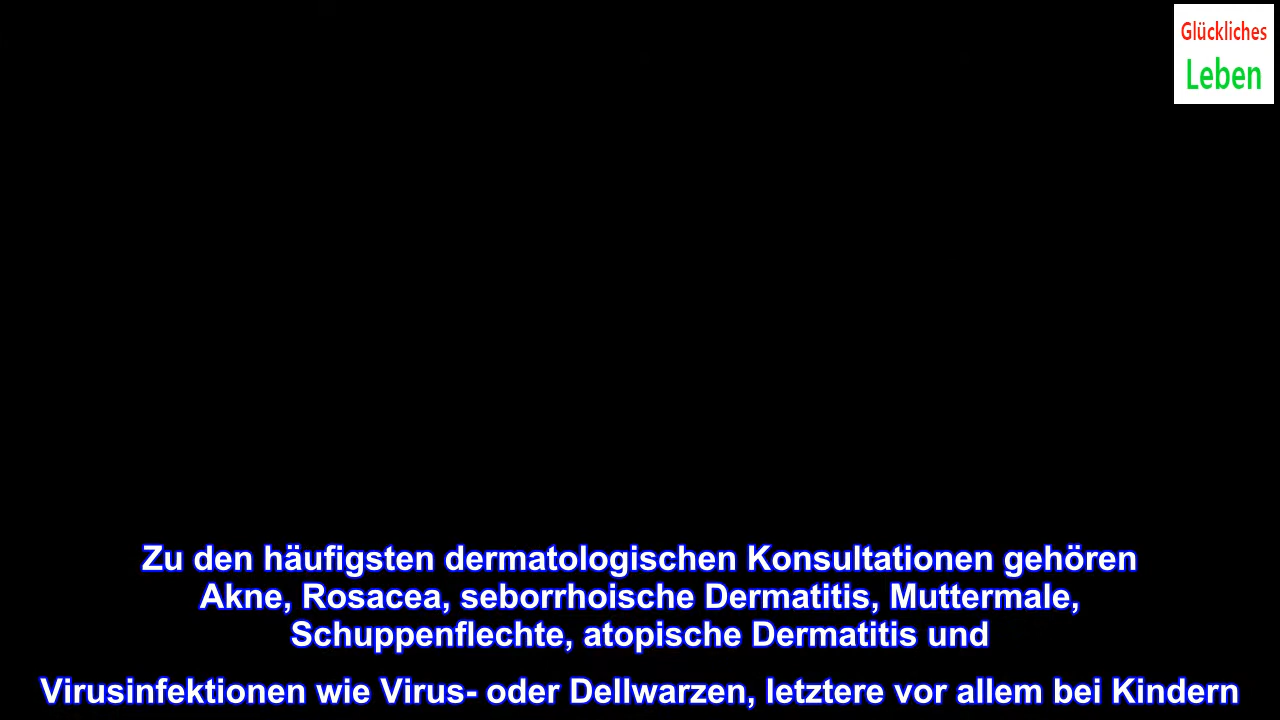 Glückliches
Leben
Zu den häufigsten dermatologischen Konsultationen gehören
Akne, Rosacea, seborrhoische Dermatitis, Muttermale,
Schuppenflechte, atopische Dermatitis und
Virusinfektionen wie Virus- oder Dellwarzen, letztere vor allem bei Kindern